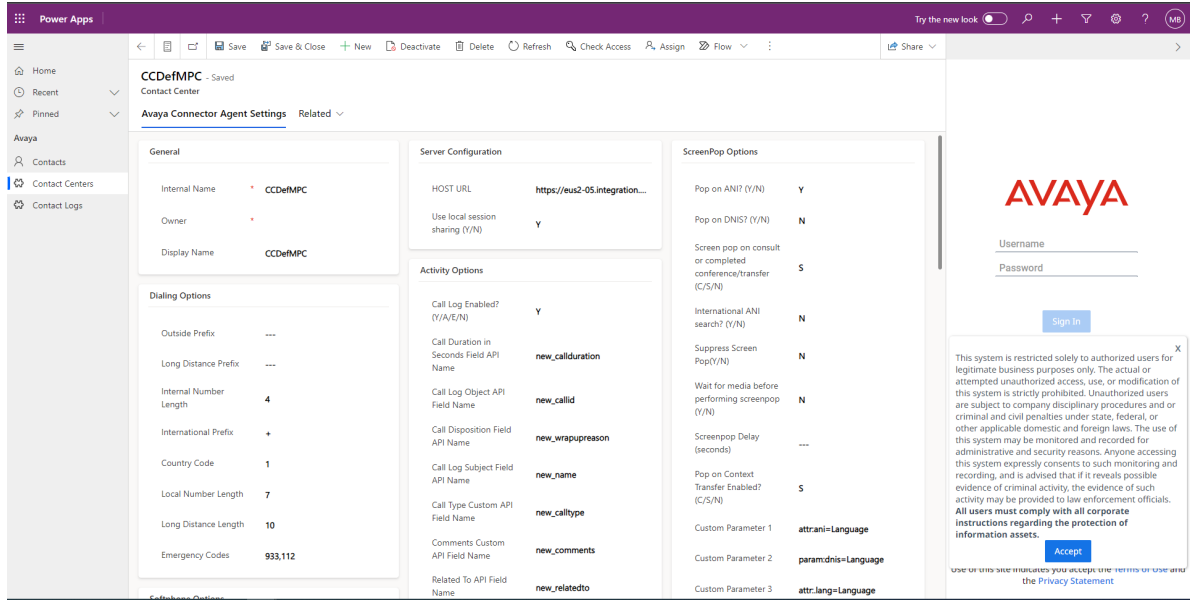 Power Apps
Try the new look
MB
Save
Save & Close
New
Deactivate
Delete
Refresh
Check Access
Assign
Flow
Share
Home
Recent
Pinned
Avaya
Contacts
Contact Centers
Contact Logs
CCDefMPC - Saved
Contact Center
Avaya Connector Agent Settings
Related
General
Internal Name * CCDefMPC
Owner *
Display Name CCDefMPC
Dialing Options
Outside Prefix ---
Long Distance Prefix ---
Internal Number
Length 4
International Prefix +
Country Code 1
Local Number Length 7
Long Distance Length 10
Emergency Codes 933,112
Softphone Options
Server Configuration
HOST URL https://eus2-05.integration....
Use local session
sharing (Y/N) Y
Activity Options
Call Log Enabled?
(Y/A/E/N) Y
Call Duration in
Seconds Field API
Name new_callduration
Call Log Object API
Field Name new_callid
Call Disposition Field
API Name new_wrapupreason
Call Log Subject Field
API Name new_name
Call Type Custom API
Field Name new_calltype
Comments Custom
API Field Name new_comments
Related To API Field
Name new_relatedto
ScreenPop Options
Pop on ANI? (Y/N) Y
Pop on DNIS? (Y/N) N
Screen pop on consult
or completed
conference/transfer
(C/S/N) S
International ANI
search? (Y/N) N
Suppress Screen
Pop(Y/N) N
Wait for media before
performing screenpop
(Y/N) N
Screenpop Delay
(seconds) ---
Pop on Context
Transfer Enabled?
(C/S/N) S
Custom Parameter 1 attr:ani=Language
Custom Parameter 2 param:dnis=Language
Custom Parameter 3 attr:.lang=Language
AVAYA
Username
Password
Sign In
X
This system is restricted solely to authorized users for
legitimate business purposes only. The actual or
attempted unauthorized access, use, or modification of
this system is strictly prohibited. Unauthorized users
are subject to company disciplinary procedures and or
criminal and civil penalties under state, federal, or
other applicable domestic and foreign laws. The use of
this system may be monitored and recorded for
administrative and security reasons. Anyone accessing
this system expressly consents to such monitoring and
recording, and is advised that if it reveals possible
evidence of criminal activity, the evidence of such
activity may be provided to law enforcement officials.
All users must comply with all corporate
instructions regarding the protection of
information assets.
Accept
Use of this site indicates you accept the Terms of Use and
the Privacy Statement